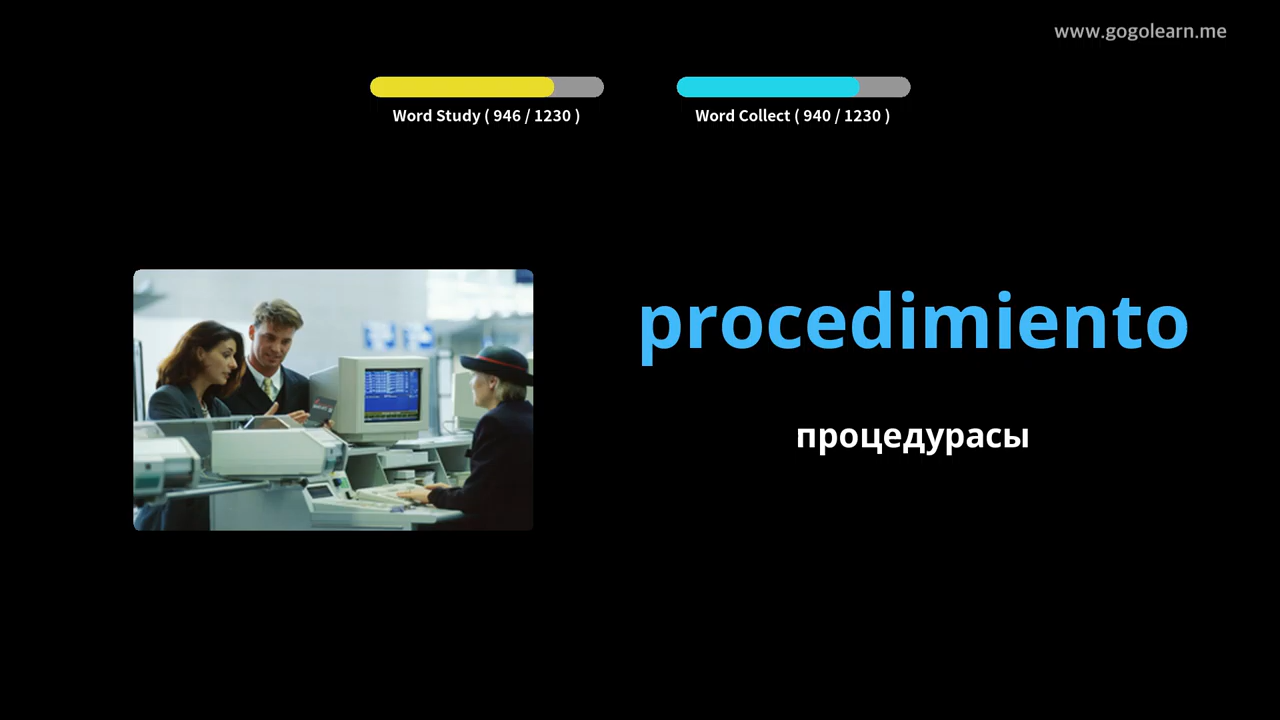 www.gogolearn.me
Word Study ( 946 / 1230 )
Word Collect ( 940 / 1230 )
procedimiento
процедурасы